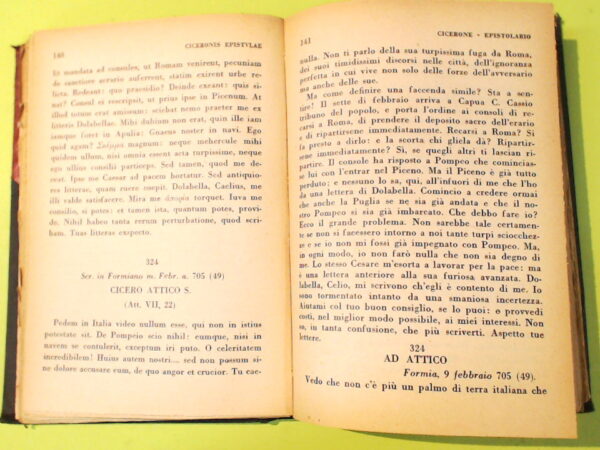 140
CICERONIS EPISTVLAE
mandata ad consules, ut Romam venirent, pecuniam
de sanctiore aerario auferrent, statim exirent urbe re-
licta. Redeant: quo praesidio? Deinde exeant: quis si-
nat? Consul ei rescripsit, ut prius ipse in Picenum. At
illud totum erat amissum: sciebat nemo praeter me ex
litteris Dolabellae. Mihi dubium non erat, quin ille iam
iamque foret in Apulia: Gnaeus noster in navi. Ego
quid agam? Σκέμμα magnum: neque mehercule mihi
quidem ullum, nisi omnia essent acta turpissime, neque
ego ullius consilii particeps. Sed tamen, quod me de-
ceat. Ipse me Caesar ad pacem hortatur. Sed antiquio-
res litterae, quam ruere coepit. Dolabella, Caelius, me
illi valde satisfacere. Mira me ἀπορία torquet. Iuva me
consilio, si potes: et tamen ista, quantum potes, provi-
de. Nihil habeo tanta rerum perturbatione, quod scri-
bam. Tuas litteras exspecto.
324
Scr. in Formiano m. Febr. a. 705 (49)
CICERO ATTICO S.
(Att. VII, 22)
Pedem in Italia video nullum esse, qui non in istius
potestate sit. De Pompeio scio nihil: eumque, nisi in
navem se contulerit, exceptum iri puto. O celeritatem
incredibilem! Huius autem nostri... sed non possum si-
ne dolore accusare eum, de quo angor et crucior. Tu cae-
141
CICERONE - EPISTOLARIO
nulla. Non ti parlo della sua turpissima fuga da Roma,
dei suoi timidissimi discorsi nelle città, dell'ignoranza
perfetta in cui vive non solo delle forze dell'avversario
ma anche delle sue.
Ma come definire una faccenda simile? Sta a sen-
tire! Il sette di febbraio arriva a Capua C. Cassio
tribuno del popolo, e porta l'ordine ai consoli di re-
carsi a Roma, di prendere il deposito sacro dell'erario
e di ripartirsene immediatamente. Recarsi a Roma? Si
fa presto a dirlo: e la scorta chi gliela dà? Ripartir-
sene immediatamente? Sì, se quegli altri ti lascian ri-
partire. Il console ha risposto a Pompeo che comincias-
se lui coll'entrar nel Piceno. Ma il Piceno è già tutto
perduto: e nessuno lo sa, qui, all'infuori di me che l'ho
da una lettera di Dolabella. Comincio a credere ormai
che anche la Puglia se ne sia già andata e che il no-
stro Pompeo si sia già imbarcato. Che debbo fare io?
Ecco il grande problema. Non sarebbe tale certamen-
te se non si facessero intorno a noi tante turpi sciocchez-
ze e se io non mi fossi già impegnato con Pompeo. Ma,
in ogni modo, io non farò nulla che non sia degno di
me. Lo stesso Cesare m'esorta a lavorar per la pace: ma
è una lettera anteriore alla sua furiosa avanzata. Do-
labella, Celio, mi scrivono ch'egli è contento di me. Io
sono tormentato intanto da una smaniosa incertezza.
Aiutami col tuo buon consiglio, se lo puoi: e provvedi
costì, nel miglior modo possibile, ai miei interessi. Non
so, in tanta confusione, che più scriverti. Aspetto tue
lettere.
324
AD ATTICO
Formia, 9 febbraio 705 (49).
Vedo che non c'è più un palmo di terra italiana che